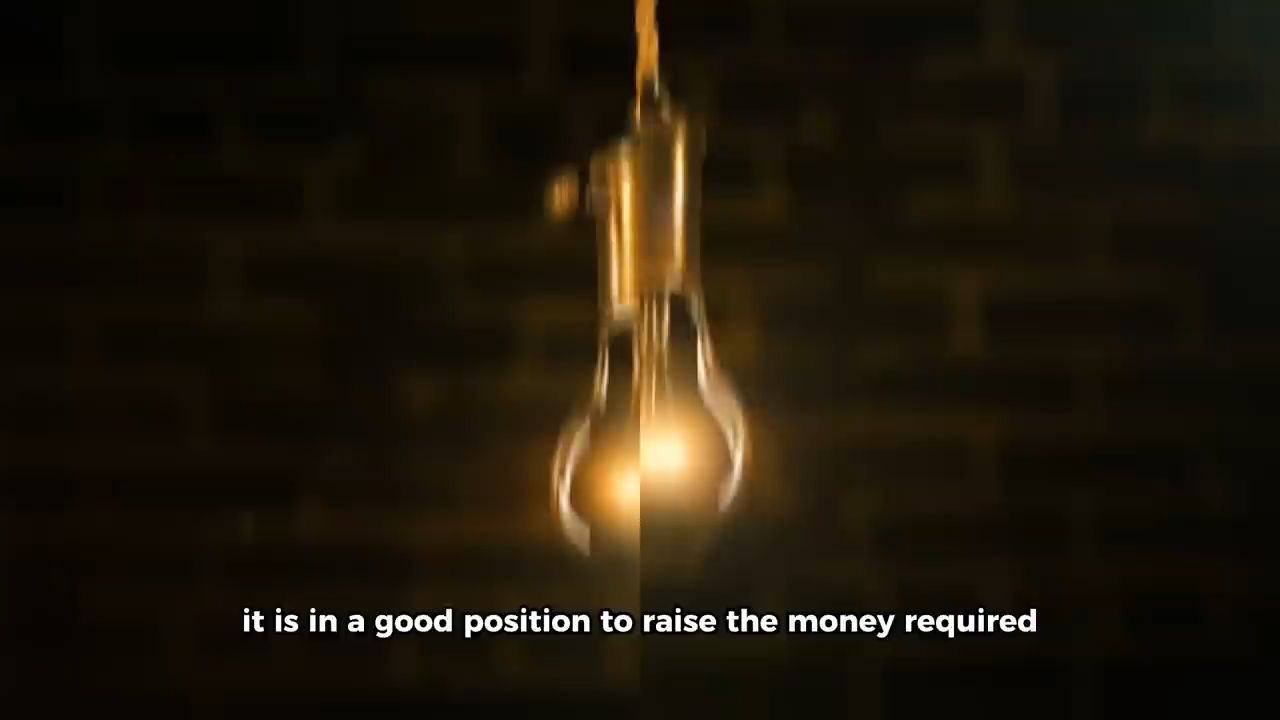 it is in a good position to raise the money required